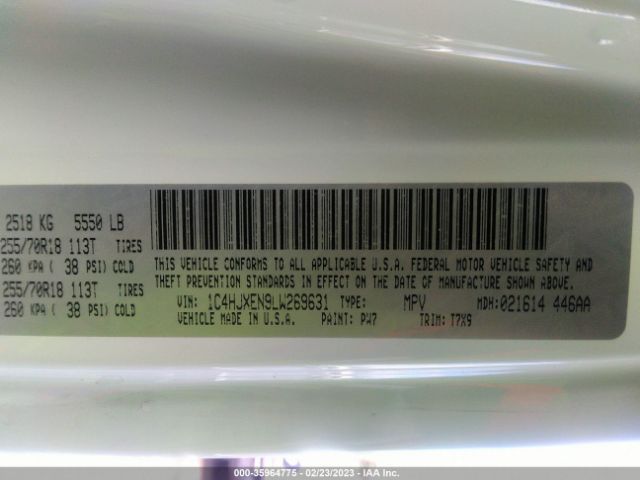 2518 KG 5550 LB
255/70R18 113T TIRES
260 KPA ( 38 PSI) COLD
255/70R18 113T TIRES
260 KPA ( 38 PSI) COLD
THIS VEHICLE CONFORMS TO ALL APPLICABLE U.S.A. FEDERAL MOTOR VEHICLE SAFETY AND
THEFT PREVENTION STANDARDS IN EFFECT ON THE DATE OF MANUFACTURE SHOWN ABOVE.
VIN: 1C4HJXEN9LW269631 TYPE: MPV MDH:021614 446AA
VEHICLE MADE IN U.S.A. PAINT: PW7 TRIM: T7X9
000-35964775 - 02/23/2023 - IAA Inc.